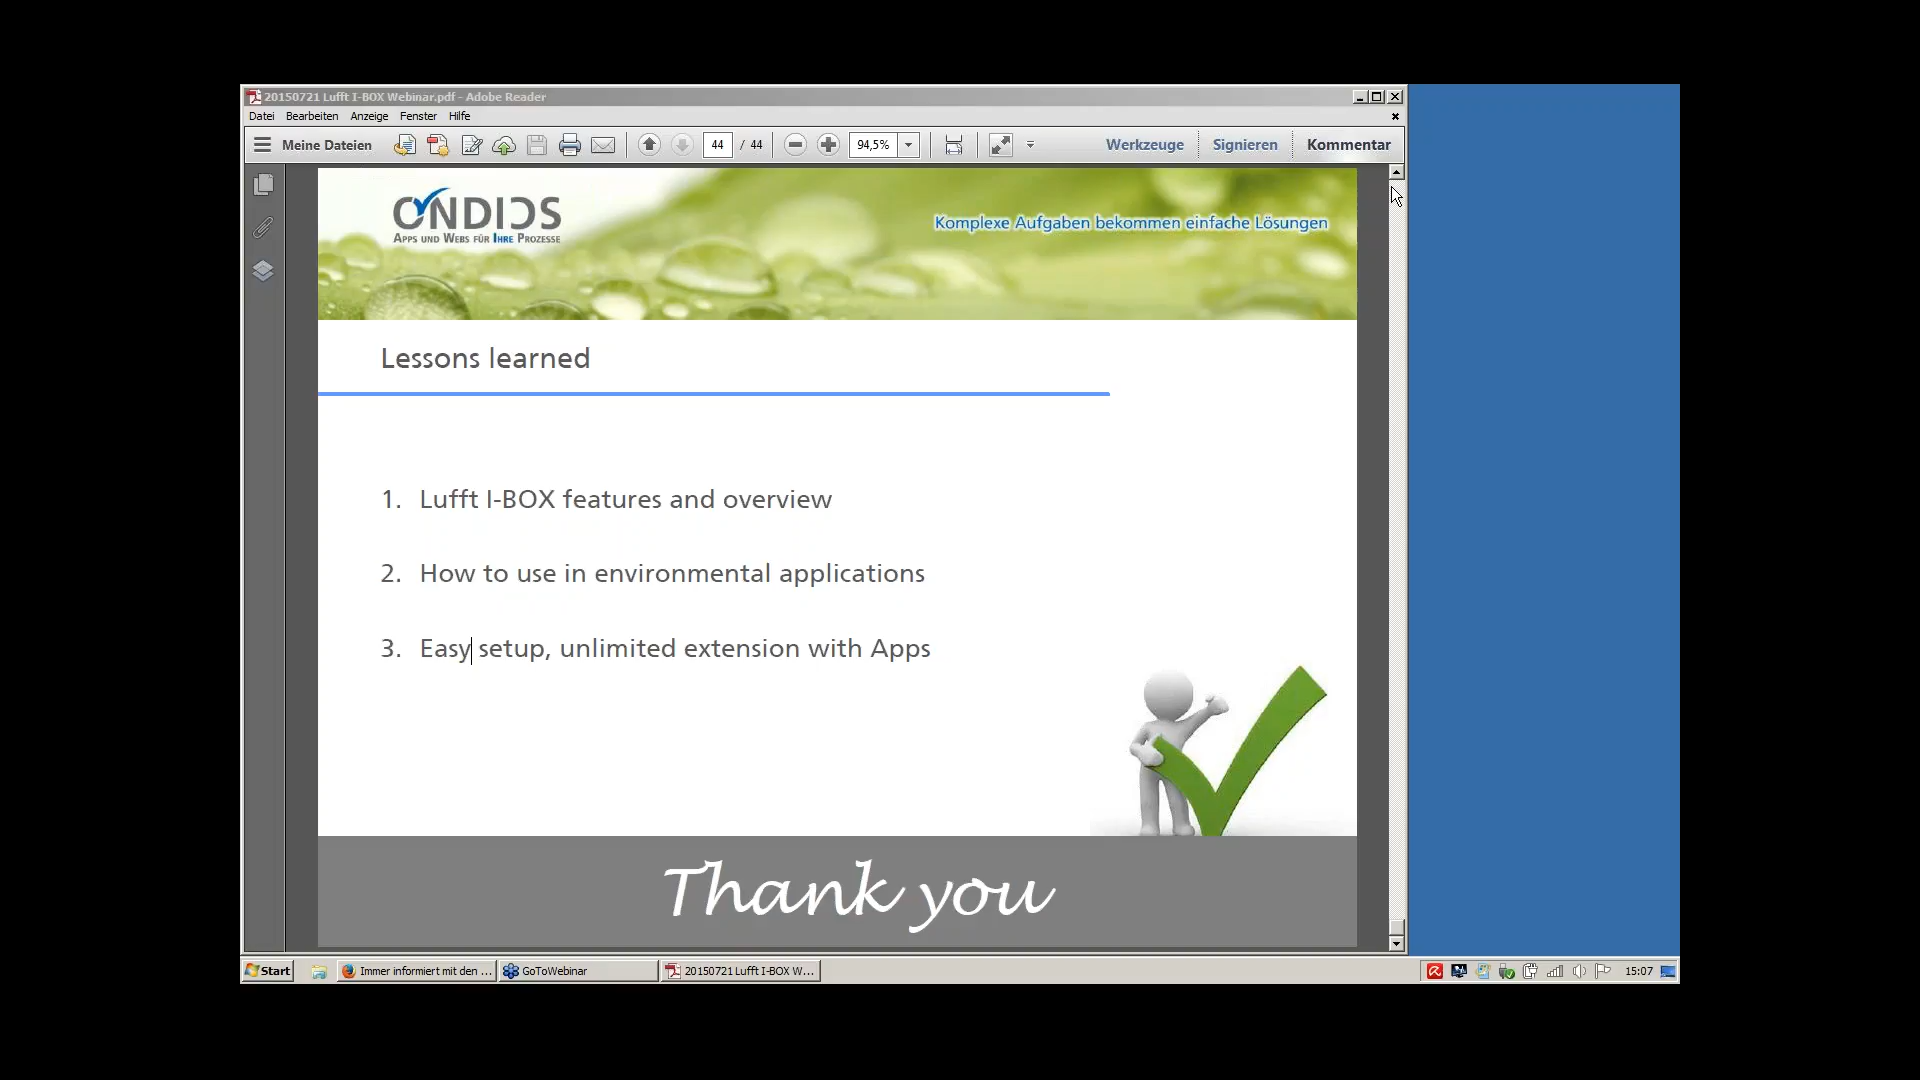 20150721 Lufft I-BOX Webinar.pdf - Adobe Reader
Datei Bearbeiten Anzeige Fenster Hilfe
Meine Dateien 44 / 44 94,5% Werkzeuge Signieren Kommentar
ONDICS
APPS UND WEBS FÜR IHRE PROZESSE
Komplexe Aufgaben bekommen einfache Lösungen
Lessons learned
1. Lufft I-BOX features and overview
2. How to use in environmental applications
3. Easy setup, unlimited extension with Apps
Thank you
Start Immer informiert mit den ... GoToWebinar 20150721 Lufft I-BOX W... 15:07